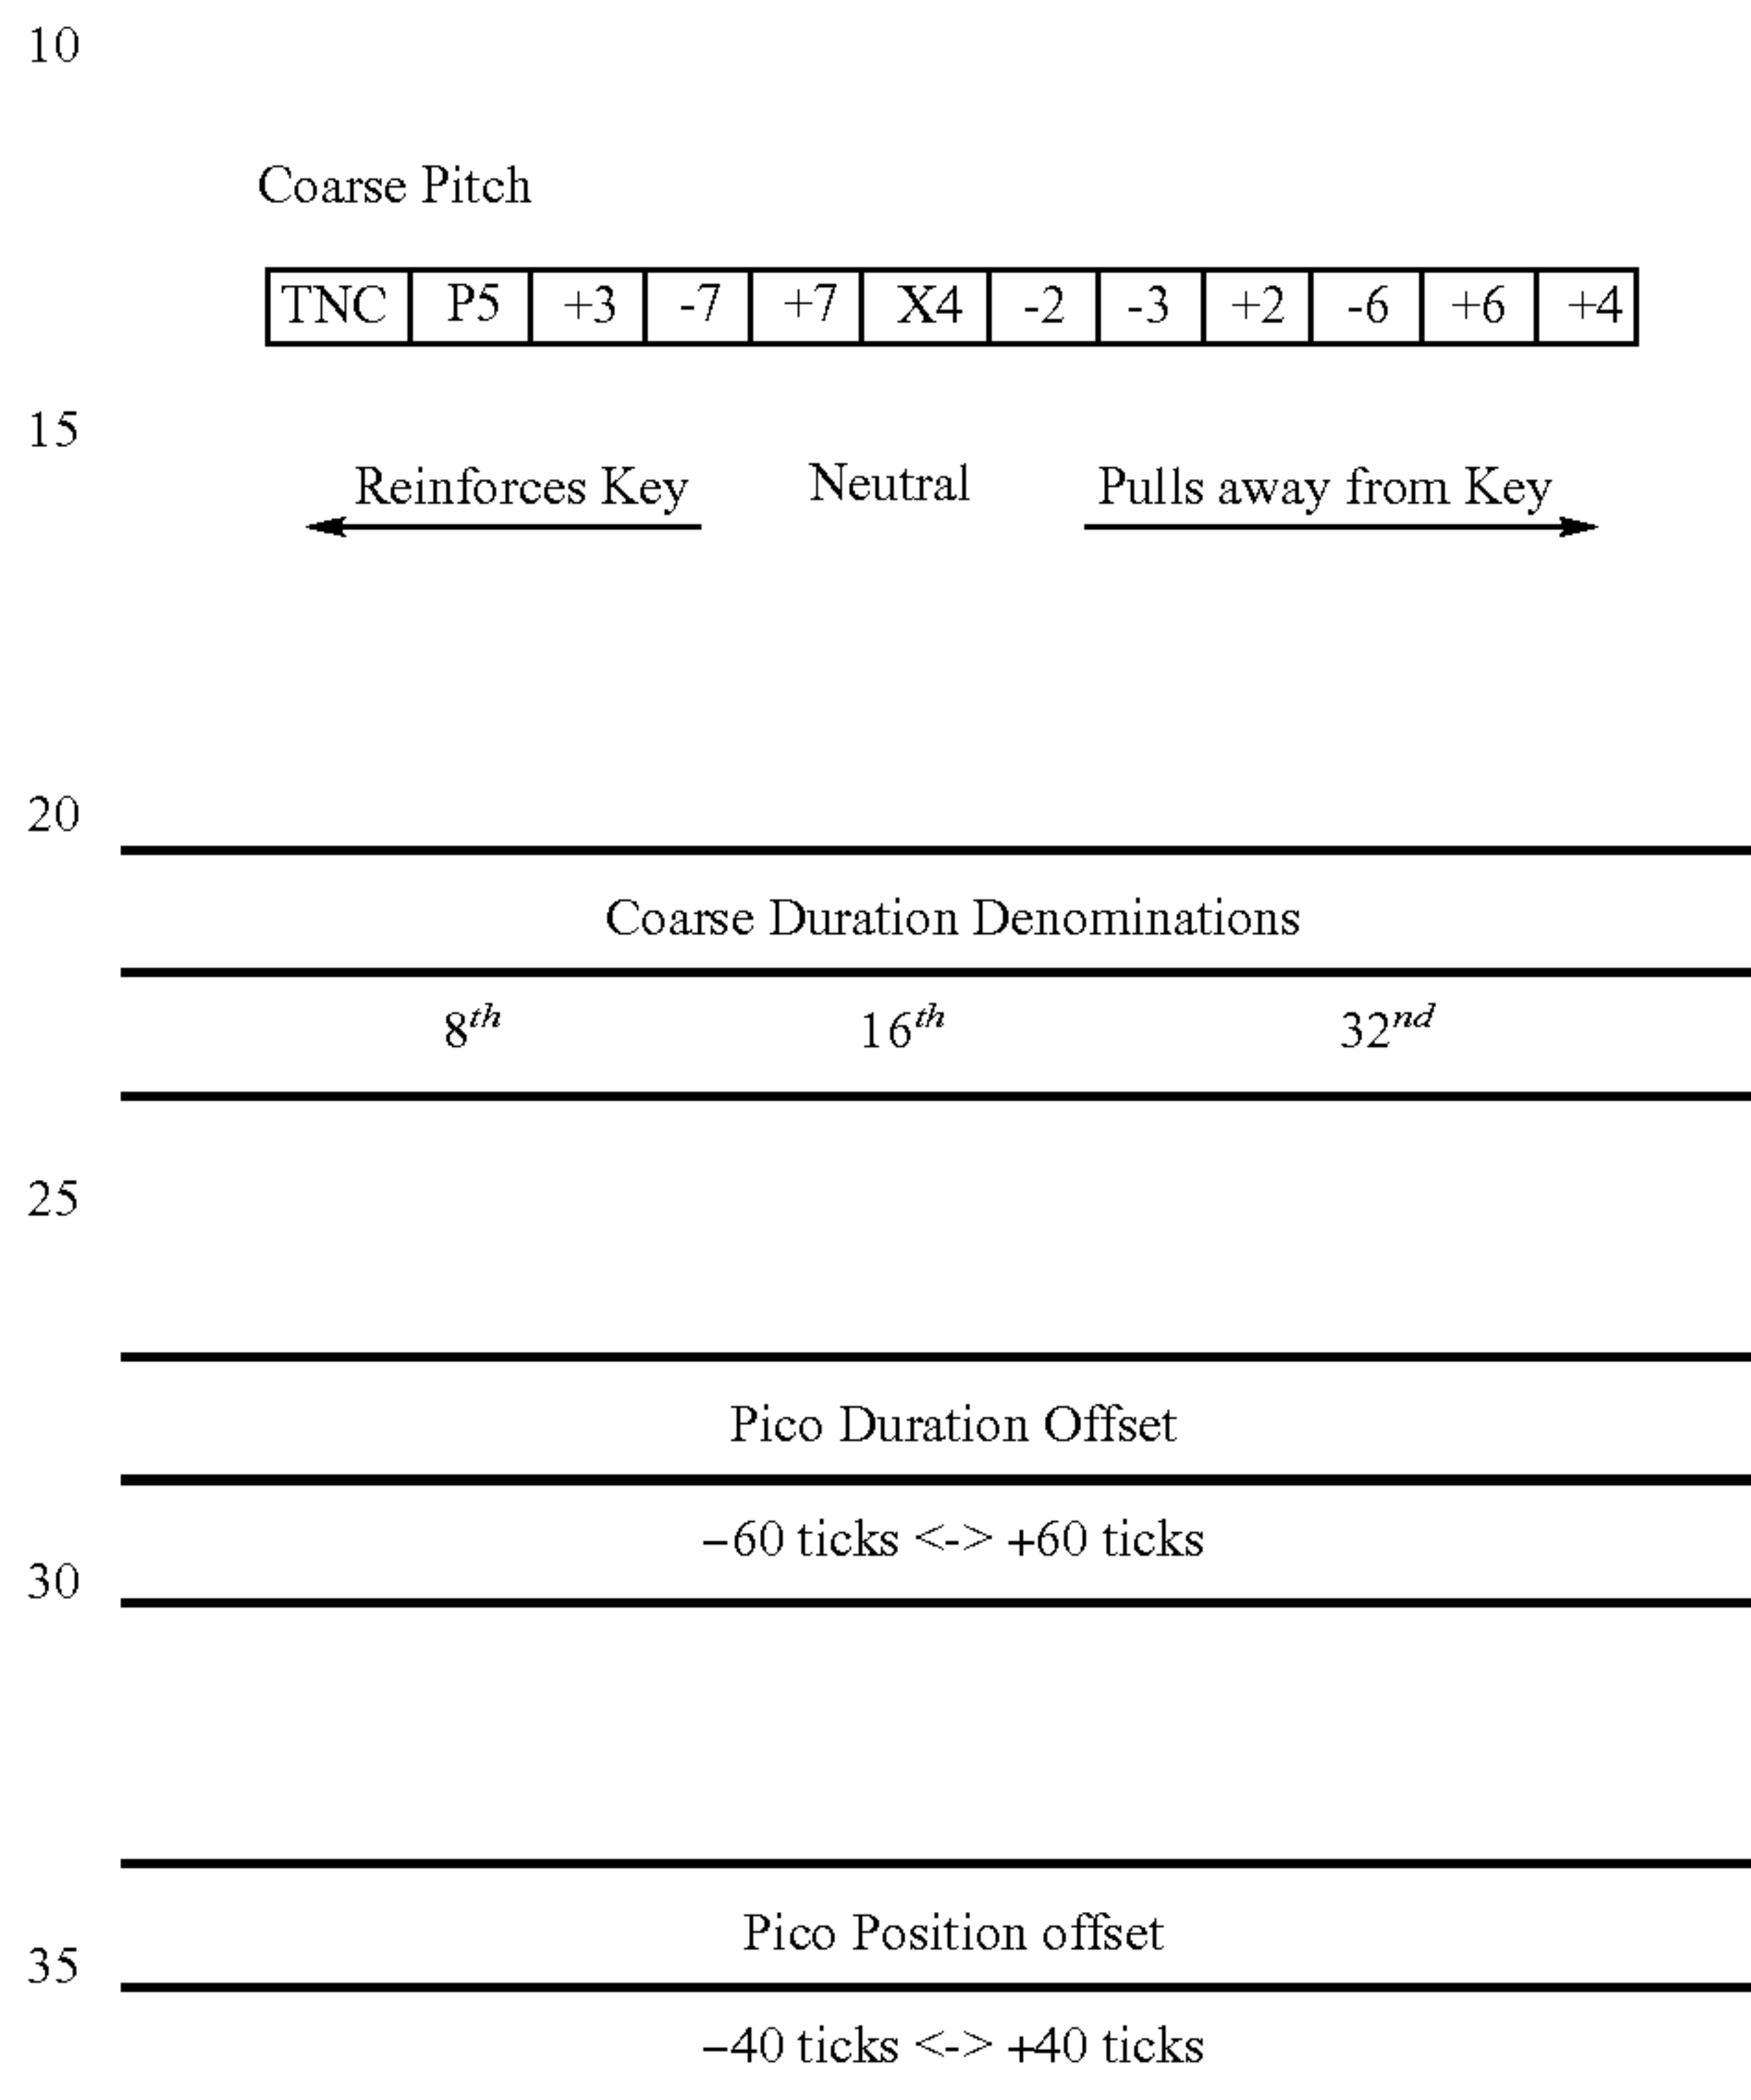 10
Coarse Pitch
TNC P5 +3 -7 +7 X4 -2 -3 +2 -6 +6 +4
15
Reinforces Key Neutral Pulls away from Key
20
Coarse Duration Denominations
8th 16th 32nd
25
Pico Duration Offset
−60 ticks <-> +60 ticks
30
Pico Position offset
35
−40 ticks <-> +40 ticks